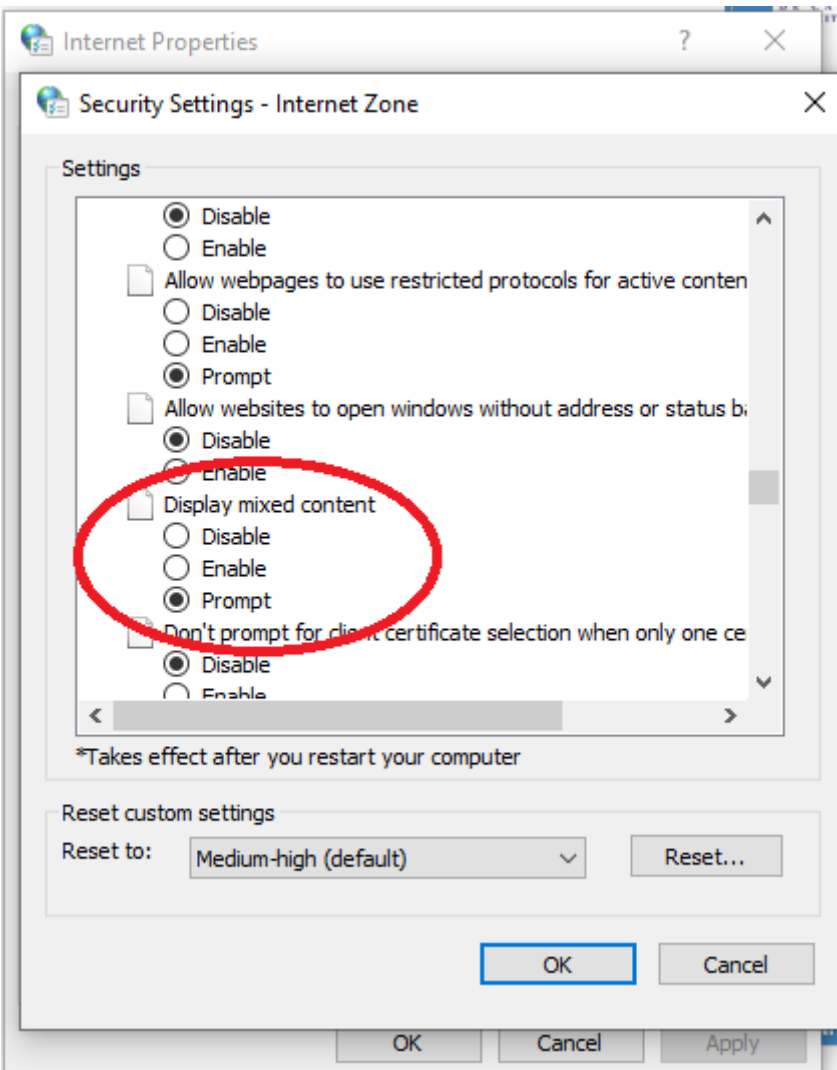 Internet Properties
Security Settings - Internet Zone
Settings
Disable
Enable
Allow webpages to use restricted protocols for active conten
Disable
Enable
Prompt
Allow websites to open windows without address or status ba
Disable
Enable
Display mixed content
Disable
Enable
Prompt
Don't prompt for client certificate selection when only one ce
Disable
Enable
*Takes effect after you restart your computer
Reset custom settings
Reset to:
Medium-high (default)
Reset...
OK
Cancel
OK
Cancel
Apply